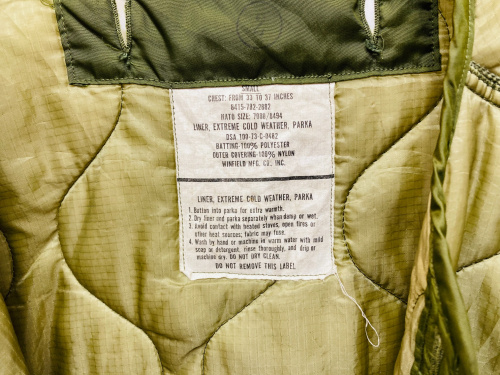 SMALL
CHEST: FROM 33 TO 37 INCHES
8415-782-2882
NATO SIZE: 7080/8494
LINER, EXTREME COLD WEATHER, PARKA
DSA 100-73-C-0482
BATTING-100% POLYESTER
OUTER COVERING-100% NYLON
WINFIELD MFG. CO., INC.
LINER, EXTREME COLD WEATHER, PARKA
1. Button into parka for extra warmth.
2. Dry liner and parka separately when damp or wet.
3. Avoid contact with heated stoves, open fires or
other heat sources; fabric may fuse.
4. Wash by hand or machine in warm water with mild
soap or detergent, rinse thoroughly, and drip or
machine dry. DO NOT DRY CLEAN.
DO NOT REMOVE THIS LABEL